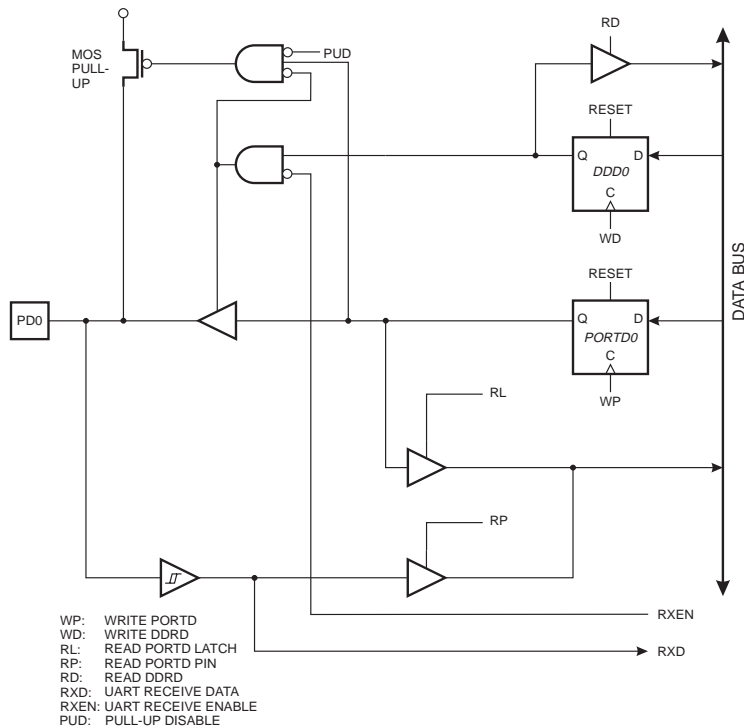 RD
MOS
PULL-
UP
PUD
RESET
Q
D
DDD0
C
WD
RESET
PD0
Q
D
PORTD0
C
WP
DATA BUS
RL
RP
RXEN
RXD
WP: WRITE PORTD
WD: WRITE DDRD
RL: READ PORTD LATCH
RP: READ PORTD PIN
RD: READ DDRD
RXD: UART RECEIVE DATA
RXEN: UART RECEIVE ENABLE
PUD: PULL-UP DISABLE